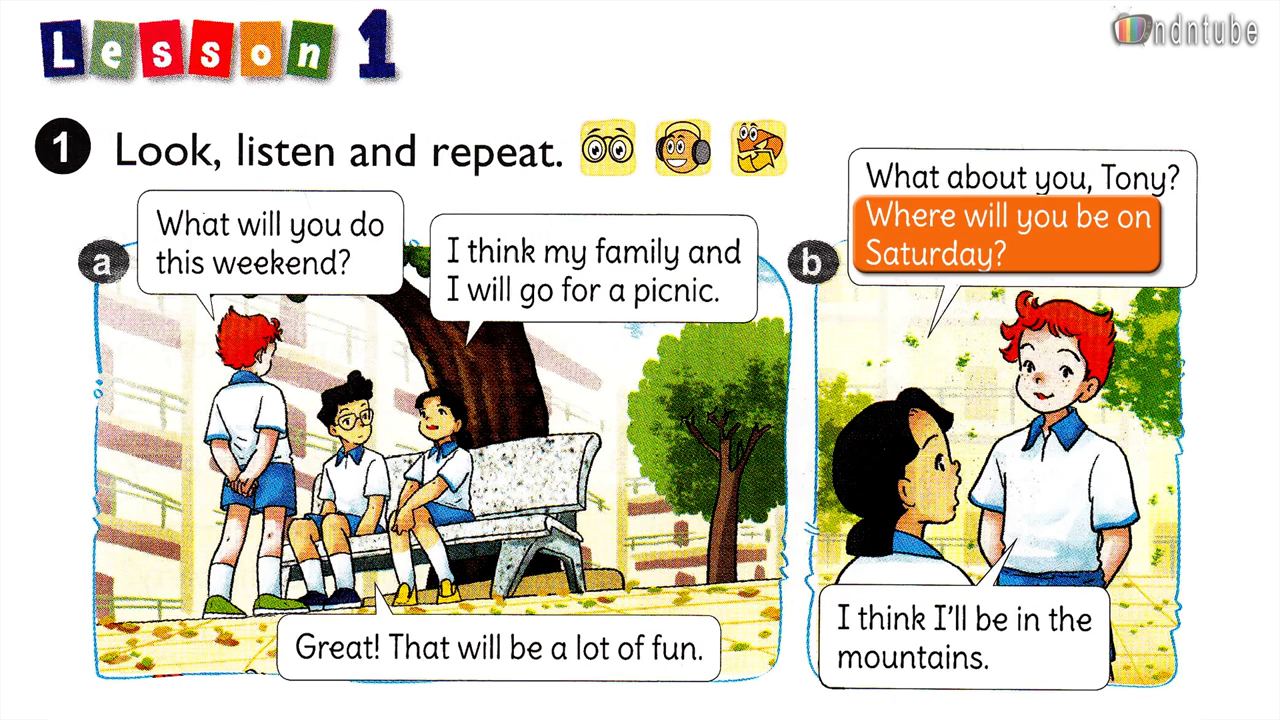 Lesson 1
ndntube
1 Look, listen and repeat.
a
What will you do
this weekend?
I think my family and
I will go for a picnic.
Great! That will be a lot of fun.
b
What about you, Tony?
Where will you be on
Saturday?
I think I'll be in the
mountains.